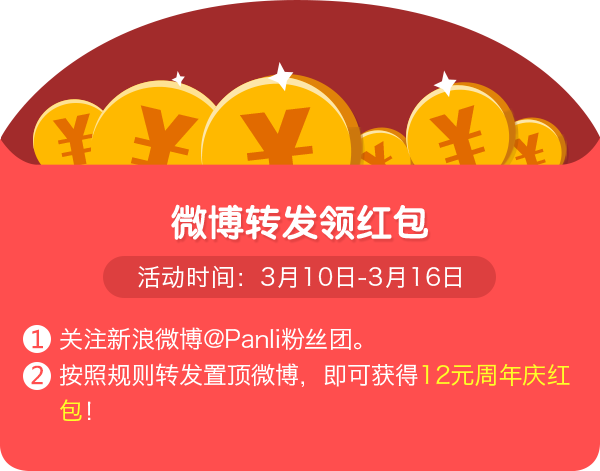 微博转发领红包
活动时间：3月10日-3月16日
1 关注新浪微博@Panli粉丝团。
2 按照规则转发置顶微博，即可获得12元周年庆红
包！